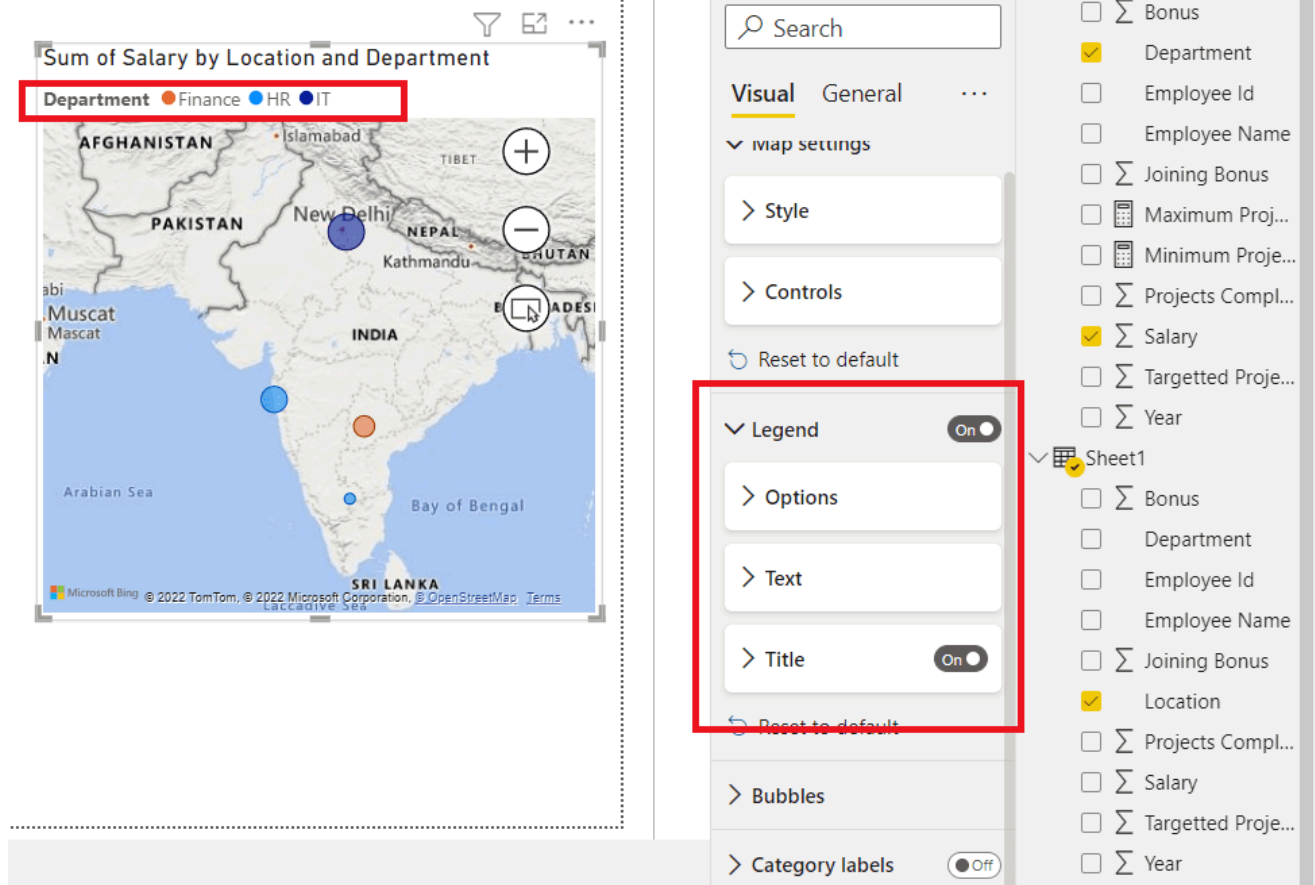 Sum of Salary by Location and Department
Department Finance HR IT
AFGHANISTAN
Islamabad
TIBET
New Delhi
PAKISTAN
NEPAL
Kathmandu
BHUTAN
abi
Muscat
Mascat
N
B ADESI
INDIA
Arabian Sea
Bay of Bengal
SRI LANKA
Laccadive Sea
Microsoft Bing © 2022 TomTom, © 2022 Microsoft Corporation, © OpenStreetMap Terms
Search
Visual General
Map settings
Style
Controls
Reset to default
Legend On
Options
Text
Title On
Reset to default
Bubbles
Category labels Off
Bonus
Department
Employee Id
Employee Name
Joining Bonus
Maximum Proj...
Minimum Proje...
Projects Compl...
Salary
Targetted Proje...
Year
Sheet1
Bonus
Department
Employee Id
Employee Name
Joining Bonus
Location
Projects Compl...
Salary
Targetted Proje...
Year